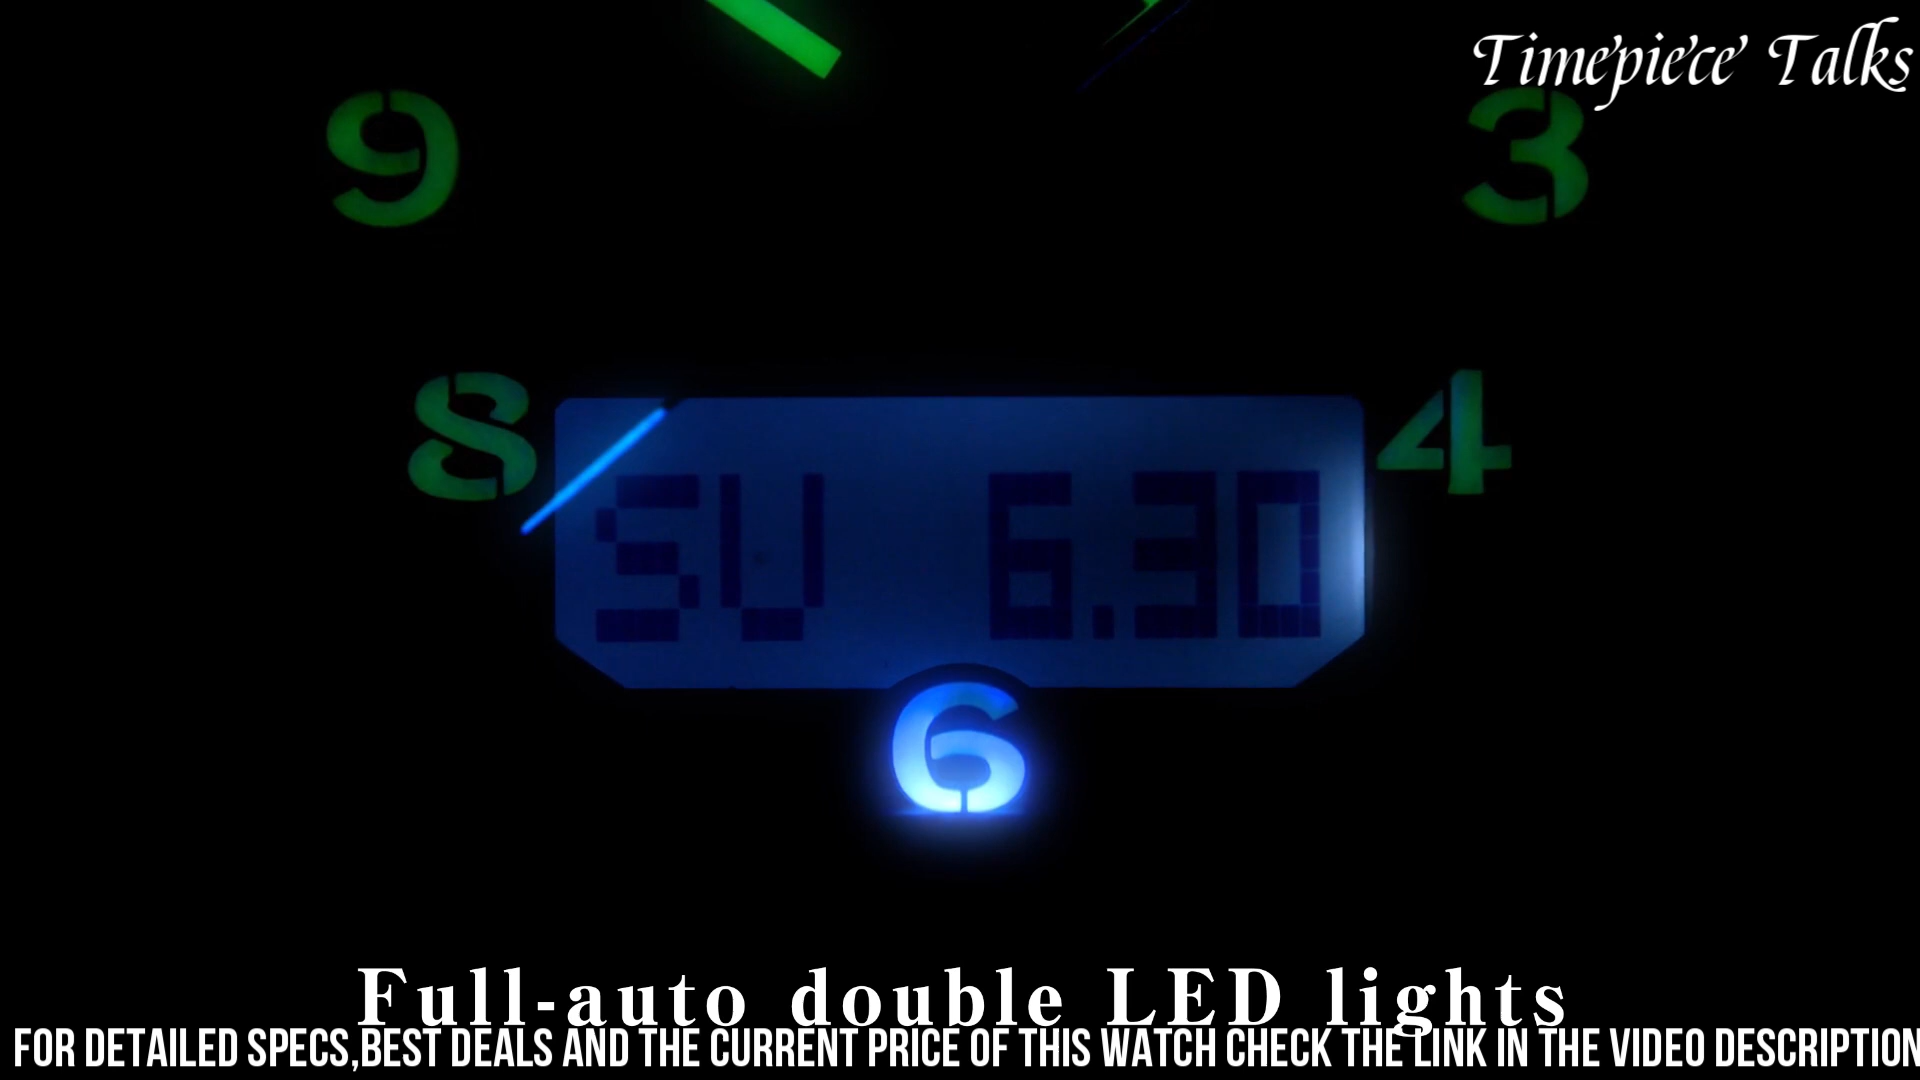 Timepiece Talks
9
3
8
4
SU 6.30
6
Full-auto double LED lights
FOR DETAILED SPECS,BEST DEALS AND THE CURRENT PRICE OF THIS WATCH CHECK THE LINK IN THE VIDEO DESCRIPTION